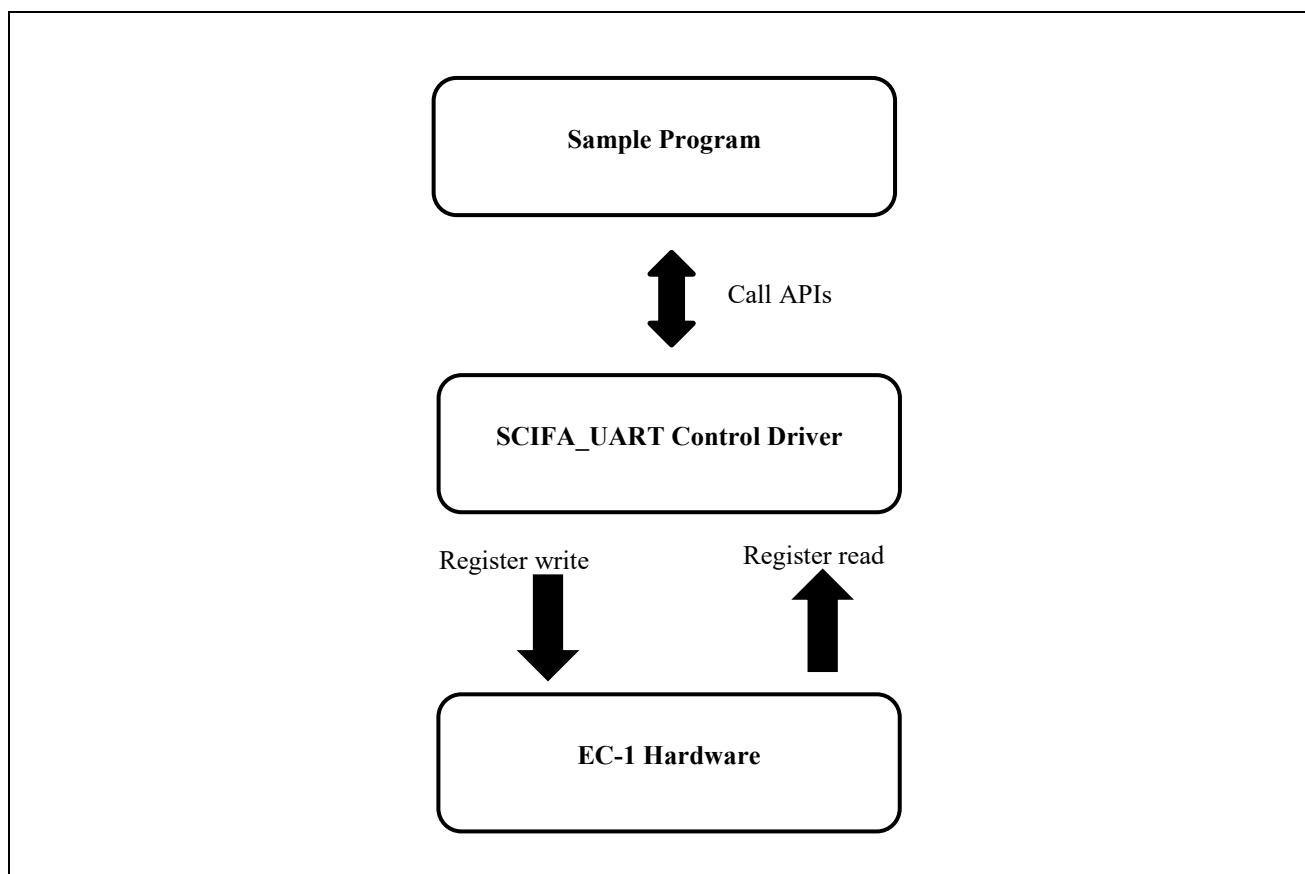 Sample Program
Call APIs
SCIFA_UART Control Driver
Register write
Register read
EC-1 Hardware